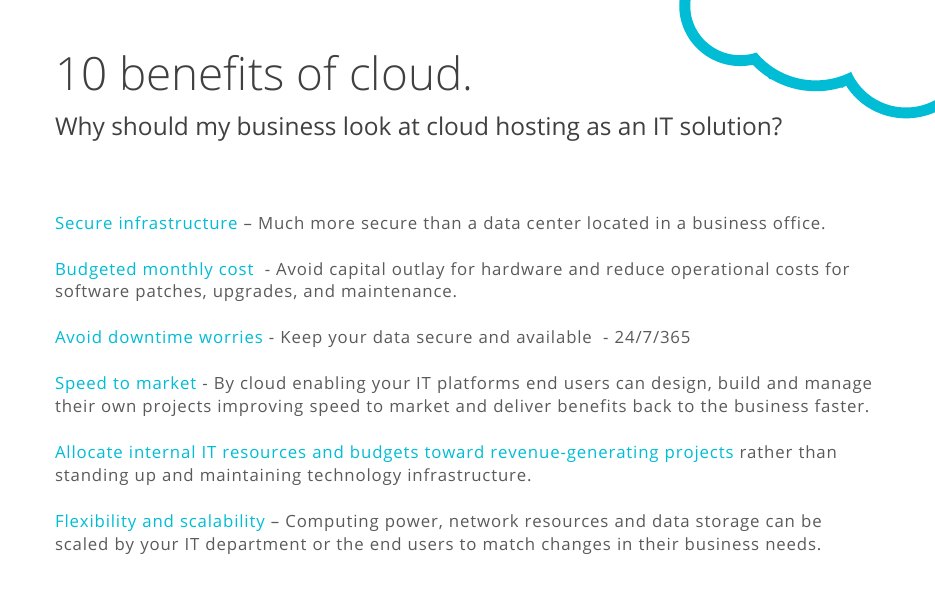 10 benefits of cloud.
Why should my business look at cloud hosting as an IT solution?
Secure infrastructure – Much more secure than a data center located in a business office.
Budgeted monthly cost  - Avoid capital outlay for hardware and reduce operational costs for
software patches, upgrades, and maintenance.
Avoid downtime worries - Keep your data secure and available  - 24/7/365
Speed to market - By cloud enabling your IT platforms end users can design, build and manage
their own projects improving speed to market and deliver benefits back to the business faster.
Allocate internal IT resources and budgets toward revenue-generating projects rather than
standing up and maintaining technology infrastructure.
Flexibility and scalability – Computing power, network resources and data storage can be
scaled by your IT department or the end users to match changes in their business needs.